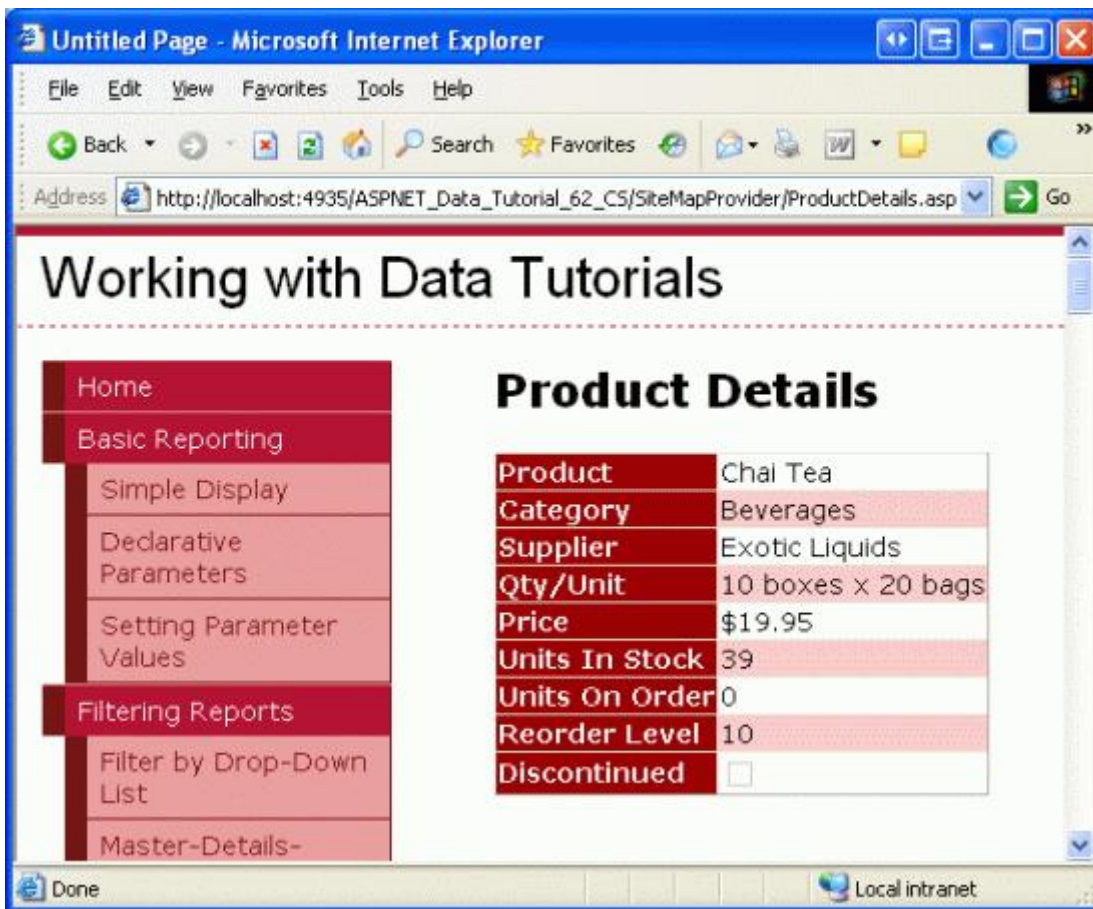 Untitled Page - Microsoft Internet Explorer
File Edit View Favorites Tools Help
Back Search Favorites W »
Address http://localhost:4935/ASPNET_Data_Tutorial_62_CS/SiteMapProvider/ProductDetails.asp Go
Working with Data Tutorials
Home
Basic Reporting
Simple Display
Declarative
Parameters
Setting Parameter
Values
Filtering Reports
Filter by Drop-Down
List
Master-Details-
Product Details
Product Chai Tea
Category Beverages
Supplier Exotic Liquids
Qty/Unit 10 boxes x 20 bags
Price $19.95
Units In Stock 39
Units On Order 0
Reorder Level 10
Discontinued
Done Local intranet